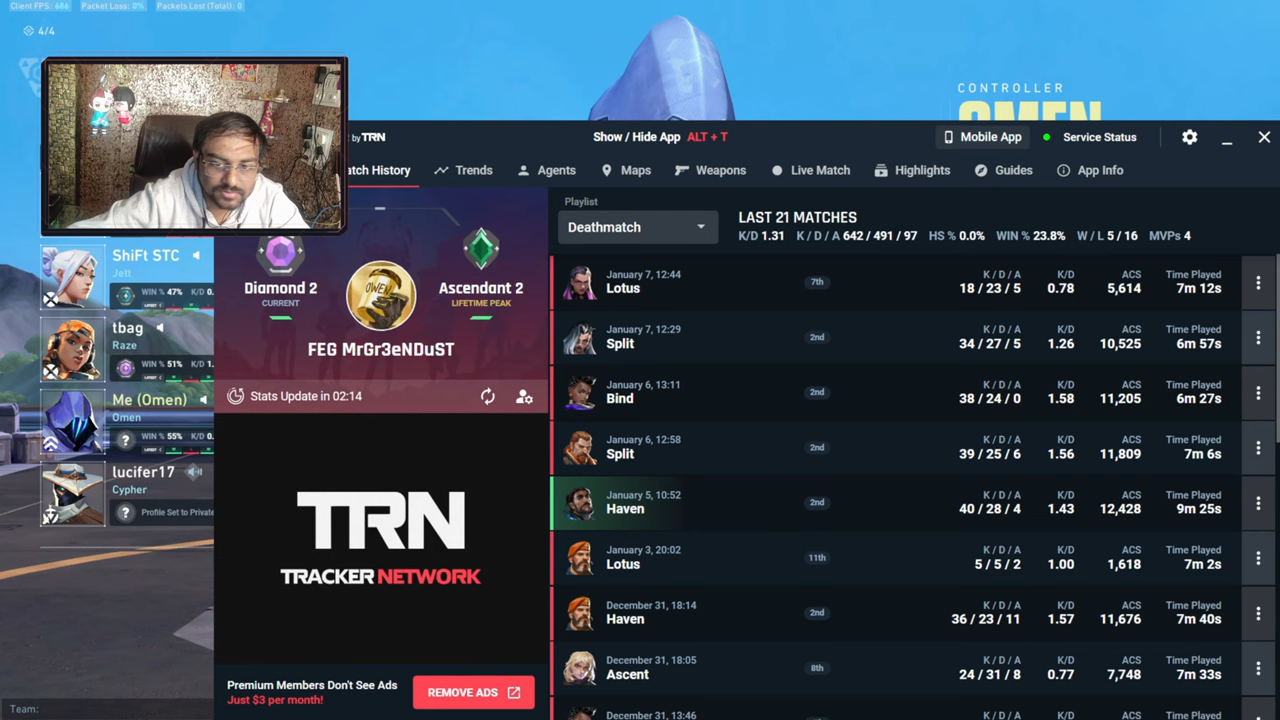 Client FPS: 686 Packet Loss: 0% Packets Lost (Total): 0
4/4
CONTROLLER
OMEN
by TRN
Show / Hide App ALT + T
Mobile App
Service Status
atch History
Trends
Agents
Maps
Weapons
Live Match
Highlights
Guides
App Info
Playlist
Deathmatch
LAST 21 MATCHES
K/D 1.31 K / D / A 642 / 491 / 97 HS % 0.0% WIN % 23.8% W / L 5 / 16 MVPs 4
ShiFt STC
Jett
WIN % 47% K/D 0.
tbag
Raze
WIN % 51% K/D 1.
Me (Omen)
Omen
? WIN % 55% K/D 0.
lucifer17
Cypher
? Profile Set to Private
Diamond 2
CURRENT
OWEN
Ascendant 2
LIFETIME PEAK
FEG MrGr3eNDuST
Stats Update in 02:14
TRN
TRACKER NETWORK
Premium Members Don't See Ads
Just $3 per month!
REMOVE ADS
January 7, 12:44 K / D / A K/D ACS Time Played
Lotus 7th 18 / 23 / 5 0.78 5,614 7m 12s
January 7, 12:29 K / D / A K/D ACS Time Played
Split 2nd 34 / 27 / 5 1.26 10,525 6m 57s
January 6, 13:11 K / D / A K/D ACS Time Played
Bind 2nd 38 / 24 / 0 1.58 11,205 6m 27s
January 6, 12:58 K / D / A K/D ACS Time Played
Split 2nd 39 / 25 / 6 1.56 11,809 7m 6s
January 5, 10:52 K / D / A K/D ACS Time Played
Haven 2nd 40 / 28 / 4 1.43 12,428 9m 25s
January 3, 20:02 K / D / A K/D ACS Time Played
Lotus 11th 5 / 5 / 2 1.00 1,618 7m 2s
December 31, 18:14 K / D / A K/D ACS Time Played
Haven 2nd 36 / 23 / 11 1.57 11,676 7m 40s
December 31, 18:05 K / D / A K/D ACS Time Played
Ascent 8th 24 / 31 / 8 0.77 7,748 7m 33s
December 31, 13:46 K / D / A K/D ACS Time Played
Team: